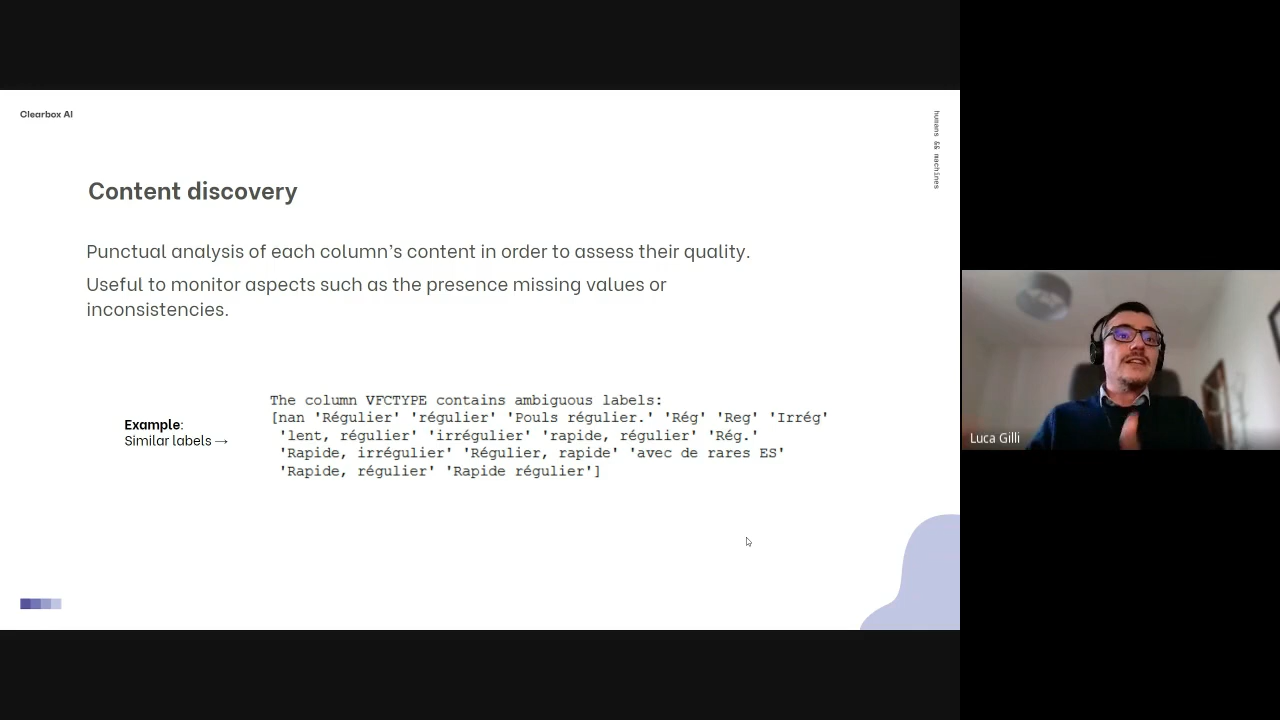 Clearbox AI
humans && machines
Content discovery
Punctual analysis of each column's content in order to assess their quality.
Useful to monitor aspects such as the presence missing values or
inconsistencies.
Example:
Similar labels →
The column VFCTYPE contains ambiguous labels:
[nan 'Régulier' 'régulier' 'Pouls régulier.' 'Rég' 'Reg' 'Irrég'
'lent, régulier' 'irrégulier' 'rapide, régulier' 'Rég.'
'Rapide, irrégulier' 'Régulier, rapide' 'avec de rares ES'
'Rapide, régulier' 'Rapide régulier']
Luca Gilli